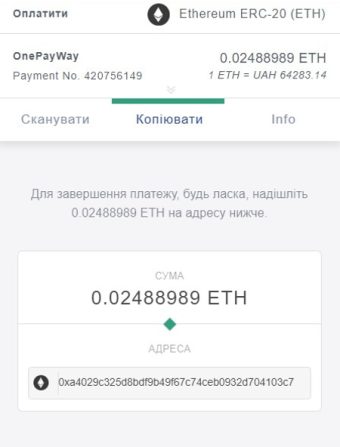 Оплатити Ethereum ERC-20 (ETH)
OnePayWay 0.02488989 ETH
Payment No. 420756149 1 ETH = UAH 64283.14
Сканувати Копіювати Info
Для завершення платежу, будь ласка, надішліть
0.02488989 ETH на адресу нижче.
СУМА
0.02488989 ETH
АДРЕСА
0xa4029c325d8bdf9b49f67c74ceb0932d704103c7